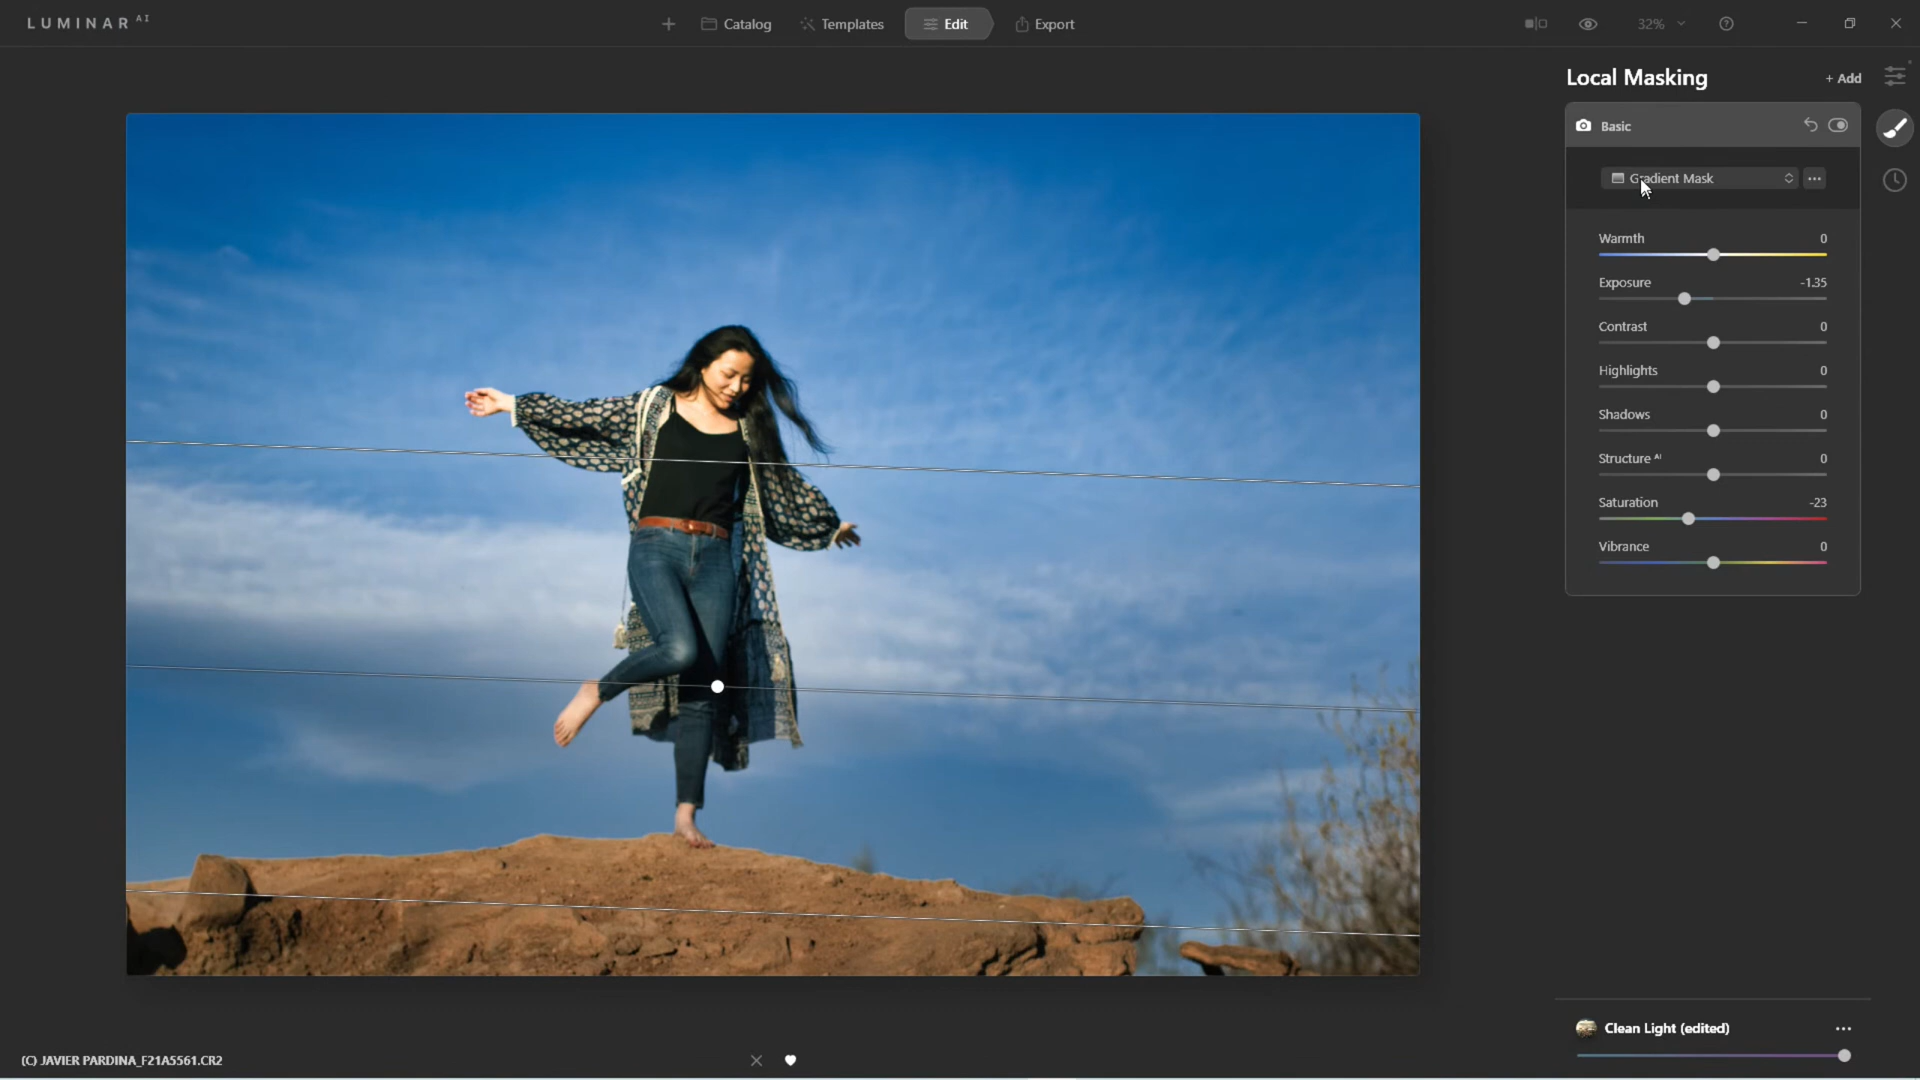 LUMINAR AI
Catalog
Templates
Edit
Export
32%
Local Masking
+ Add
Basic
Gradient Mask
Warmth 0
Exposure -1.35
Contrast 0
Highlights 0
Shadows 0
Structure AI 0
Saturation -23
Vibrance 0
Clean Light (edited)
(C) JAVIER PARDINA_F21A5561.CR2